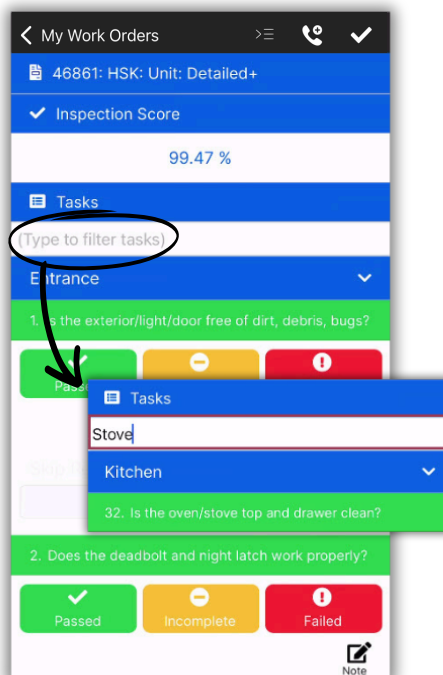 My Work Orders
46861: HSK: Unit: Detailed+
Inspection Score
99.47 %
Tasks
(Type to filter tasks)
Entrance
1. Is the exterior/light/door free of dirt, debris, bugs?
Tasks
Stove
Kitchen
32. Is the oven/stove top and drawer clean?
2. Does the deadbolt and night latch work properly?
Passed
Incomplete
Failed
Note